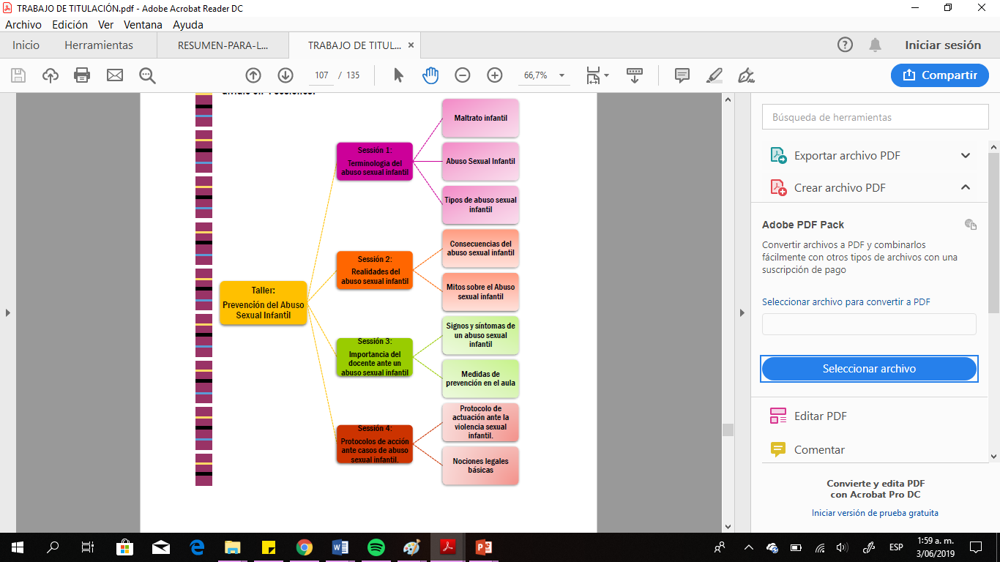 TRABAJO DE TITULACIÓN.pdf - Adobe Acrobat Reader DC
Archivo Edición Ver Ventana Ayuda
Inicio Herramientas RESUMEN-PARA-L... TRABAJO DE TITUL... ×
Iniciar sesión
107 / 135 66,7% Compartir
Maltrato infantil
Sessión 1:
Terminología del
abuso sexual infantil
Abuso Sexual Infantil
Tipos de abuso sexual
infantil
Sessión 2:
Realidades del
abuso sexual infantil
Consecuencias del
abuso sexual infantil
Mitos sobre el Abuso
sexual infantil
Taller:
Prevención del Abuso
Sexual Infantil
Sessión 3:
Importancia del
docente ante un
abuso sexual infantil
Signos y síntomas de
un abuso sexual
infantil
Medidas de
prevención en el aula
Sessión 4:
Protocolos de acción
ante casos de abuso
sexual infantil.
Protocolo de
actuación ante la
violencia sexual
infantil.
Nociones legales
básicas
Búsqueda de herramientas
Exportar archivo PDF
Crear archivo PDF
Adobe PDF Pack
Convertir archivos a PDF y combinarlos
fácilmente con otros tipos de archivos con una
suscripción de pago
Seleccionar archivo para convertir a PDF
Seleccionar archivo
Editar PDF
Comentar
Convierte y edita PDF
con Acrobat Pro DC
Iniciar versión de prueba gratuita
ESP
1:59 a. m.
3/06/2019